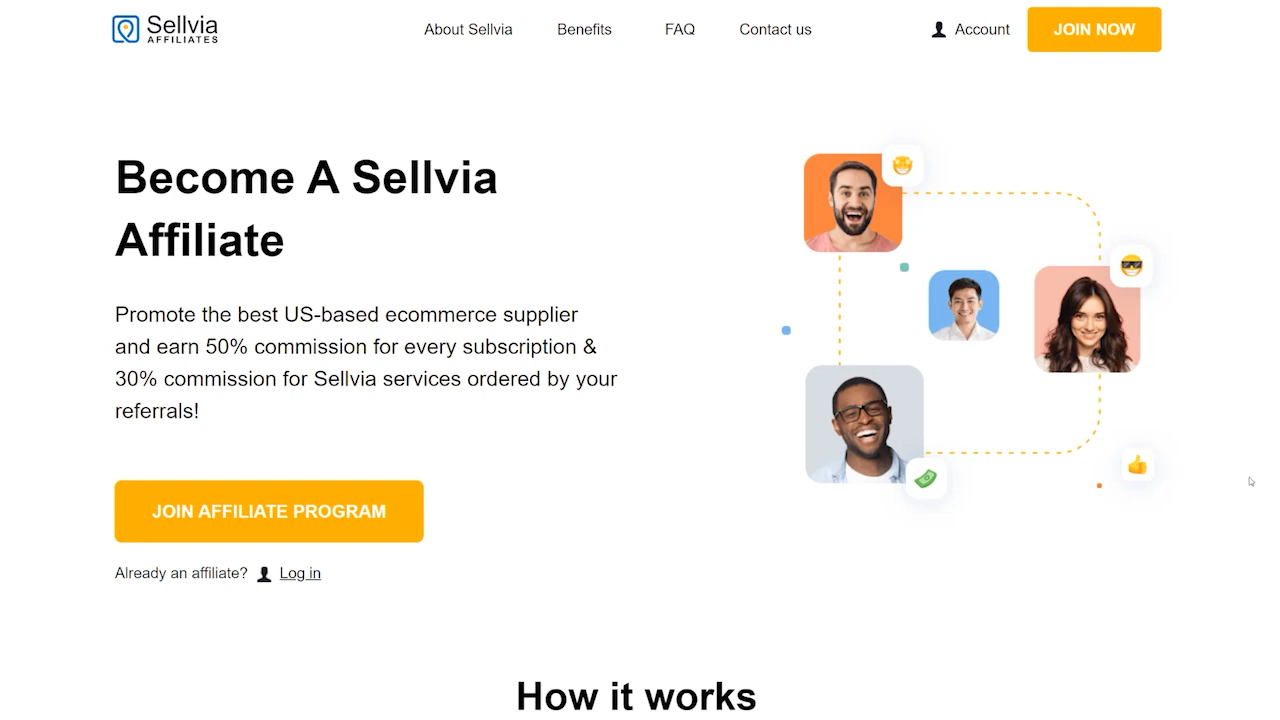 Sellvia
AFFILIATES
About Sellvia
Benefits
FAQ
Contact us
Account
JOIN NOW
Become A Sellvia
Affiliate
Promote the best US-based ecommerce supplier
and earn 50% commission for every subscription &
30% commission for Sellvia services ordered by your
referrals!
JOIN AFFILIATE PROGRAM
Already an affiliate? Log in
How it works